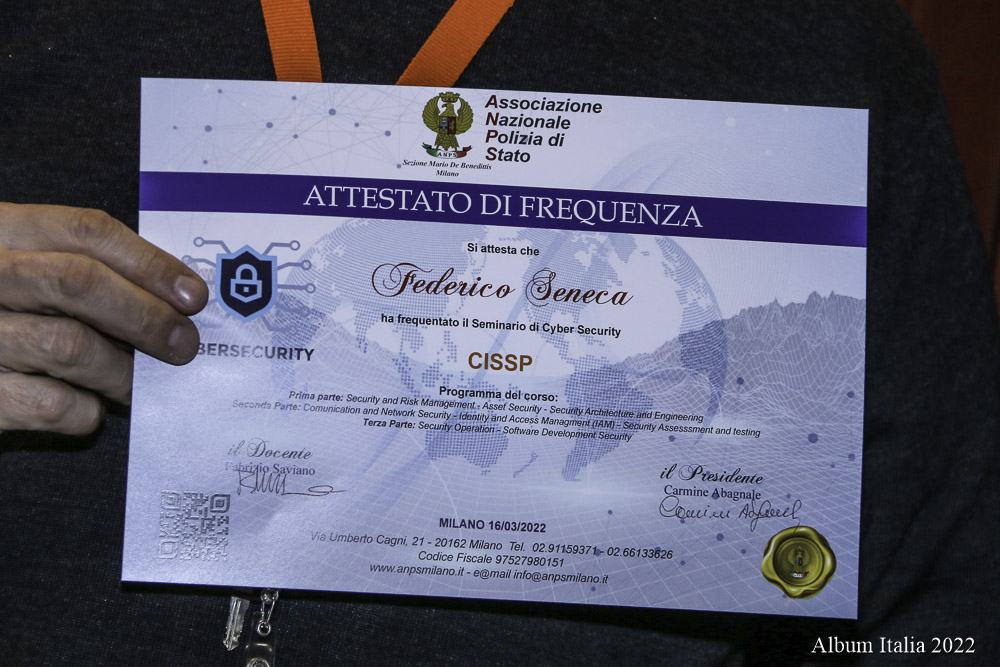 Associazione
Nazionale
Polizia di
Stato
A N P S
Sezione Mario De Benedittis
Milano
ATTESTATO DI FREQUENZA
Si attesta che
Federico Seneca
ha frequentato il Seminario di Cyber Security
BERSECURITY
CISSP
Programma del corso:
Prima parte: Security and Risk Management - Asset Security - Security Architecture and Engineering
Seconda Parte: Comunication and Network Security - Identity and Access Managment (IAM) - Security Assesssment and testing
Terza Parte: Security Operation - Software Development Security
il Docente
Fabrizio Saviano
il Presidente
Carmine Abagnale
MILANO 16/03/2022
Via Umberto Cagni, 21 - 20162 Milano Tel. 02.91159371- 02.66133626
Codice Fiscale 97527980151
www.anpsmilano.it - e@mail info@anpsmilano.it
Album Italia 2022